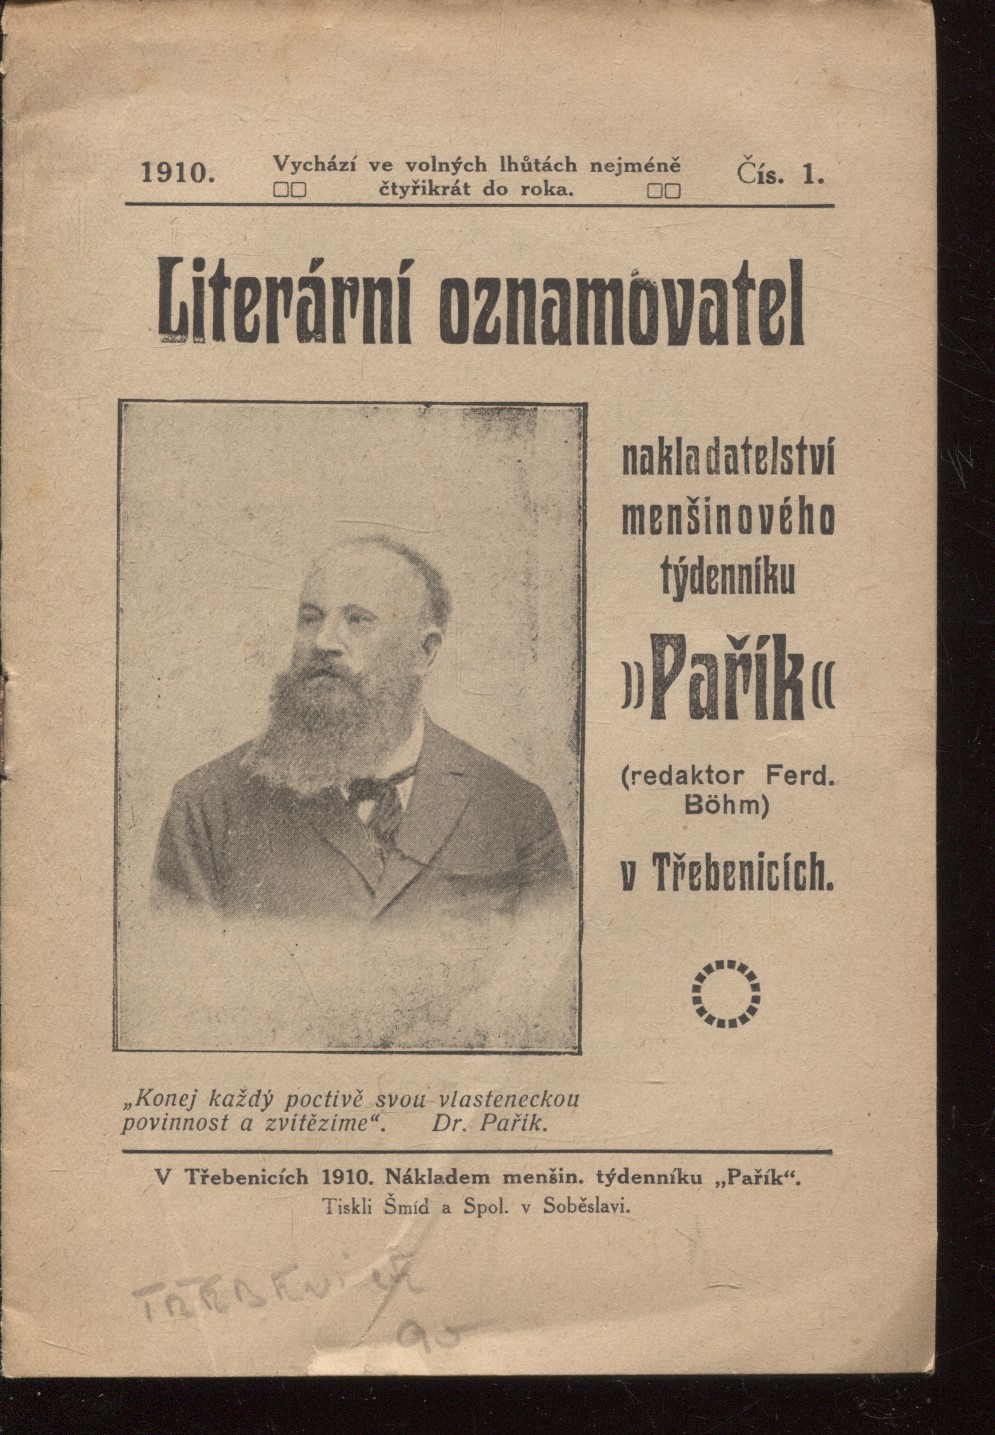 1910.
Vychází ve volných lhůtách nejméně
čtyřikrát do roka.
Čís. 1.
Literární oznamovatel
nakladatelství
menšinového
týdenníku
»Pařík«
(redaktor Ferd.
Böhm)
v Třebenicích.
„Konej každý poctivě svou vlasteneckou
povinnost a zvítězíme“. Dr. Pařík.
V Třebenicích 1910. Nákladem menšin. týdenníku „Pařík“.
Tiskli Šmíd a Spol. v Soběslavi.